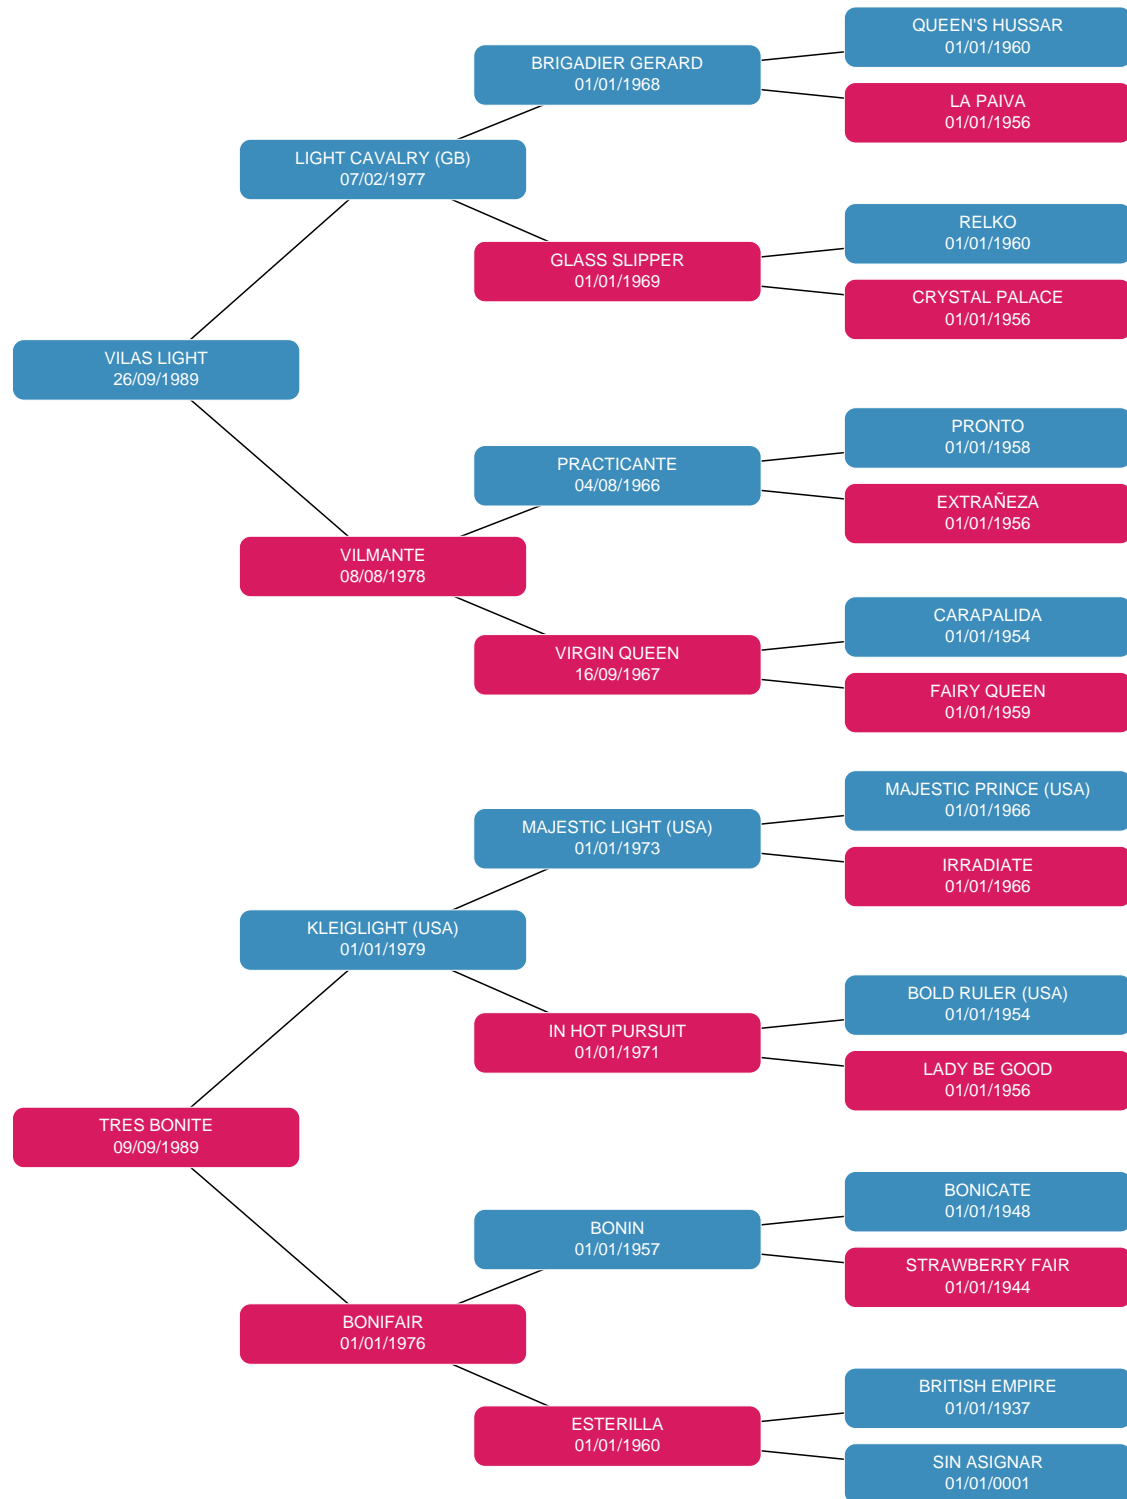 QUEEN'S HUSSAR
01/01/1960
BRIGADIER GERARD
01/01/1968
LA PAIVA
01/01/1956
LIGHT CAVALRY (GB)
07/02/1977
RELKO
01/01/1960
GLASS SLIPPER
01/01/1969
CRYSTAL PALACE
01/01/1956
VILAS LIGHT
26/09/1989
PRONTO
01/01/1958
PRACTICANTE
04/08/1966
EXTRAÑEZA
01/01/1956
VILMANTE
08/08/1978
CARAPALIDA
01/01/1954
VIRGIN QUEEN
16/09/1967
FAIRY QUEEN
01/01/1959
MAJESTIC PRINCE (USA)
01/01/1966
MAJESTIC LIGHT (USA)
01/01/1973
IRRADIATE
01/01/1966
KLEIGLIGHT (USA)
01/01/1979
BOLD RULER (USA)
01/01/1954
IN HOT PURSUIT
01/01/1971
LADY BE GOOD
01/01/1956
TRES BONITE
09/09/1989
BONICATE
01/01/1948
BONIN
01/01/1957
STRAWBERRY FAIR
01/01/1944
BONIFAIR
01/01/1976
BRITISH EMPIRE
01/01/1937
ESTERILLA
01/01/1960
SIN ASIGNAR
01/01/0001